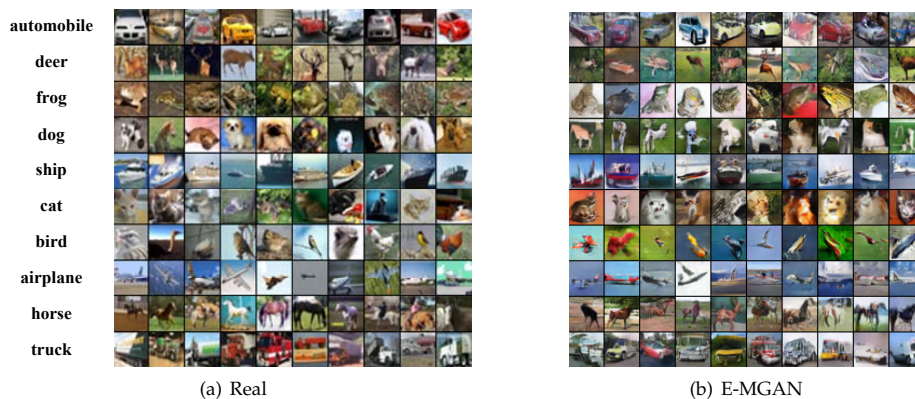 automobile
deer
frog
dog
ship
cat
bird
airplane
horse
truck
(a) Real
(b) E-MGAN